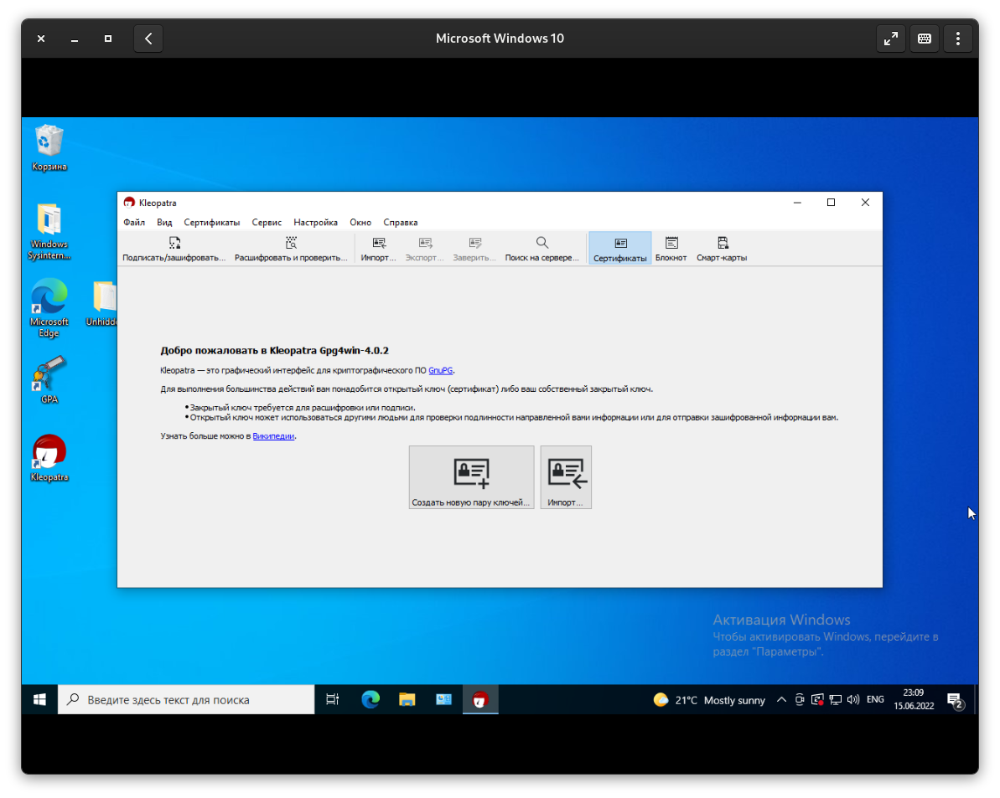 Microsoft Windows 10
Корзина
Windows
Sysintern...
Microsoft
Edge
Unhidde
GPA
Kleopatra
Kleopatra
Файл Вид Сертификаты Сервис Настройка Окно Справка
Подписать/зашифровать... Расшифровать и проверить... Импорт... Экспорт... Заверить... Поиск на сервере... Сертификаты Блокнот Смарт-карты
Добро пожаловать в Kleopatra Gpg4win-4.0.2
Kleopatra — это графический интерфейс для криптографического ПО GnuPG.
Для выполнения большинства действий вам понадобится открытый ключ (сертификат) либо ваш собственный закрытый ключ.
•Закрытый ключ требуется для расшифровки или подписи.
•Открытый ключ может использоваться другими людьми для проверки подлинности направленной вами информации или для отправки зашифрованной информации вам.
Узнать больше можно в Википедии.
Создать новую пару ключей... Импорт...
Активация Windows
Чтобы активировать Windows, перейдите в
раздел "Параметры".
Введите здесь текст для поиска
21°C Mostly sunny
ENG
23:09
15.06.2022
2